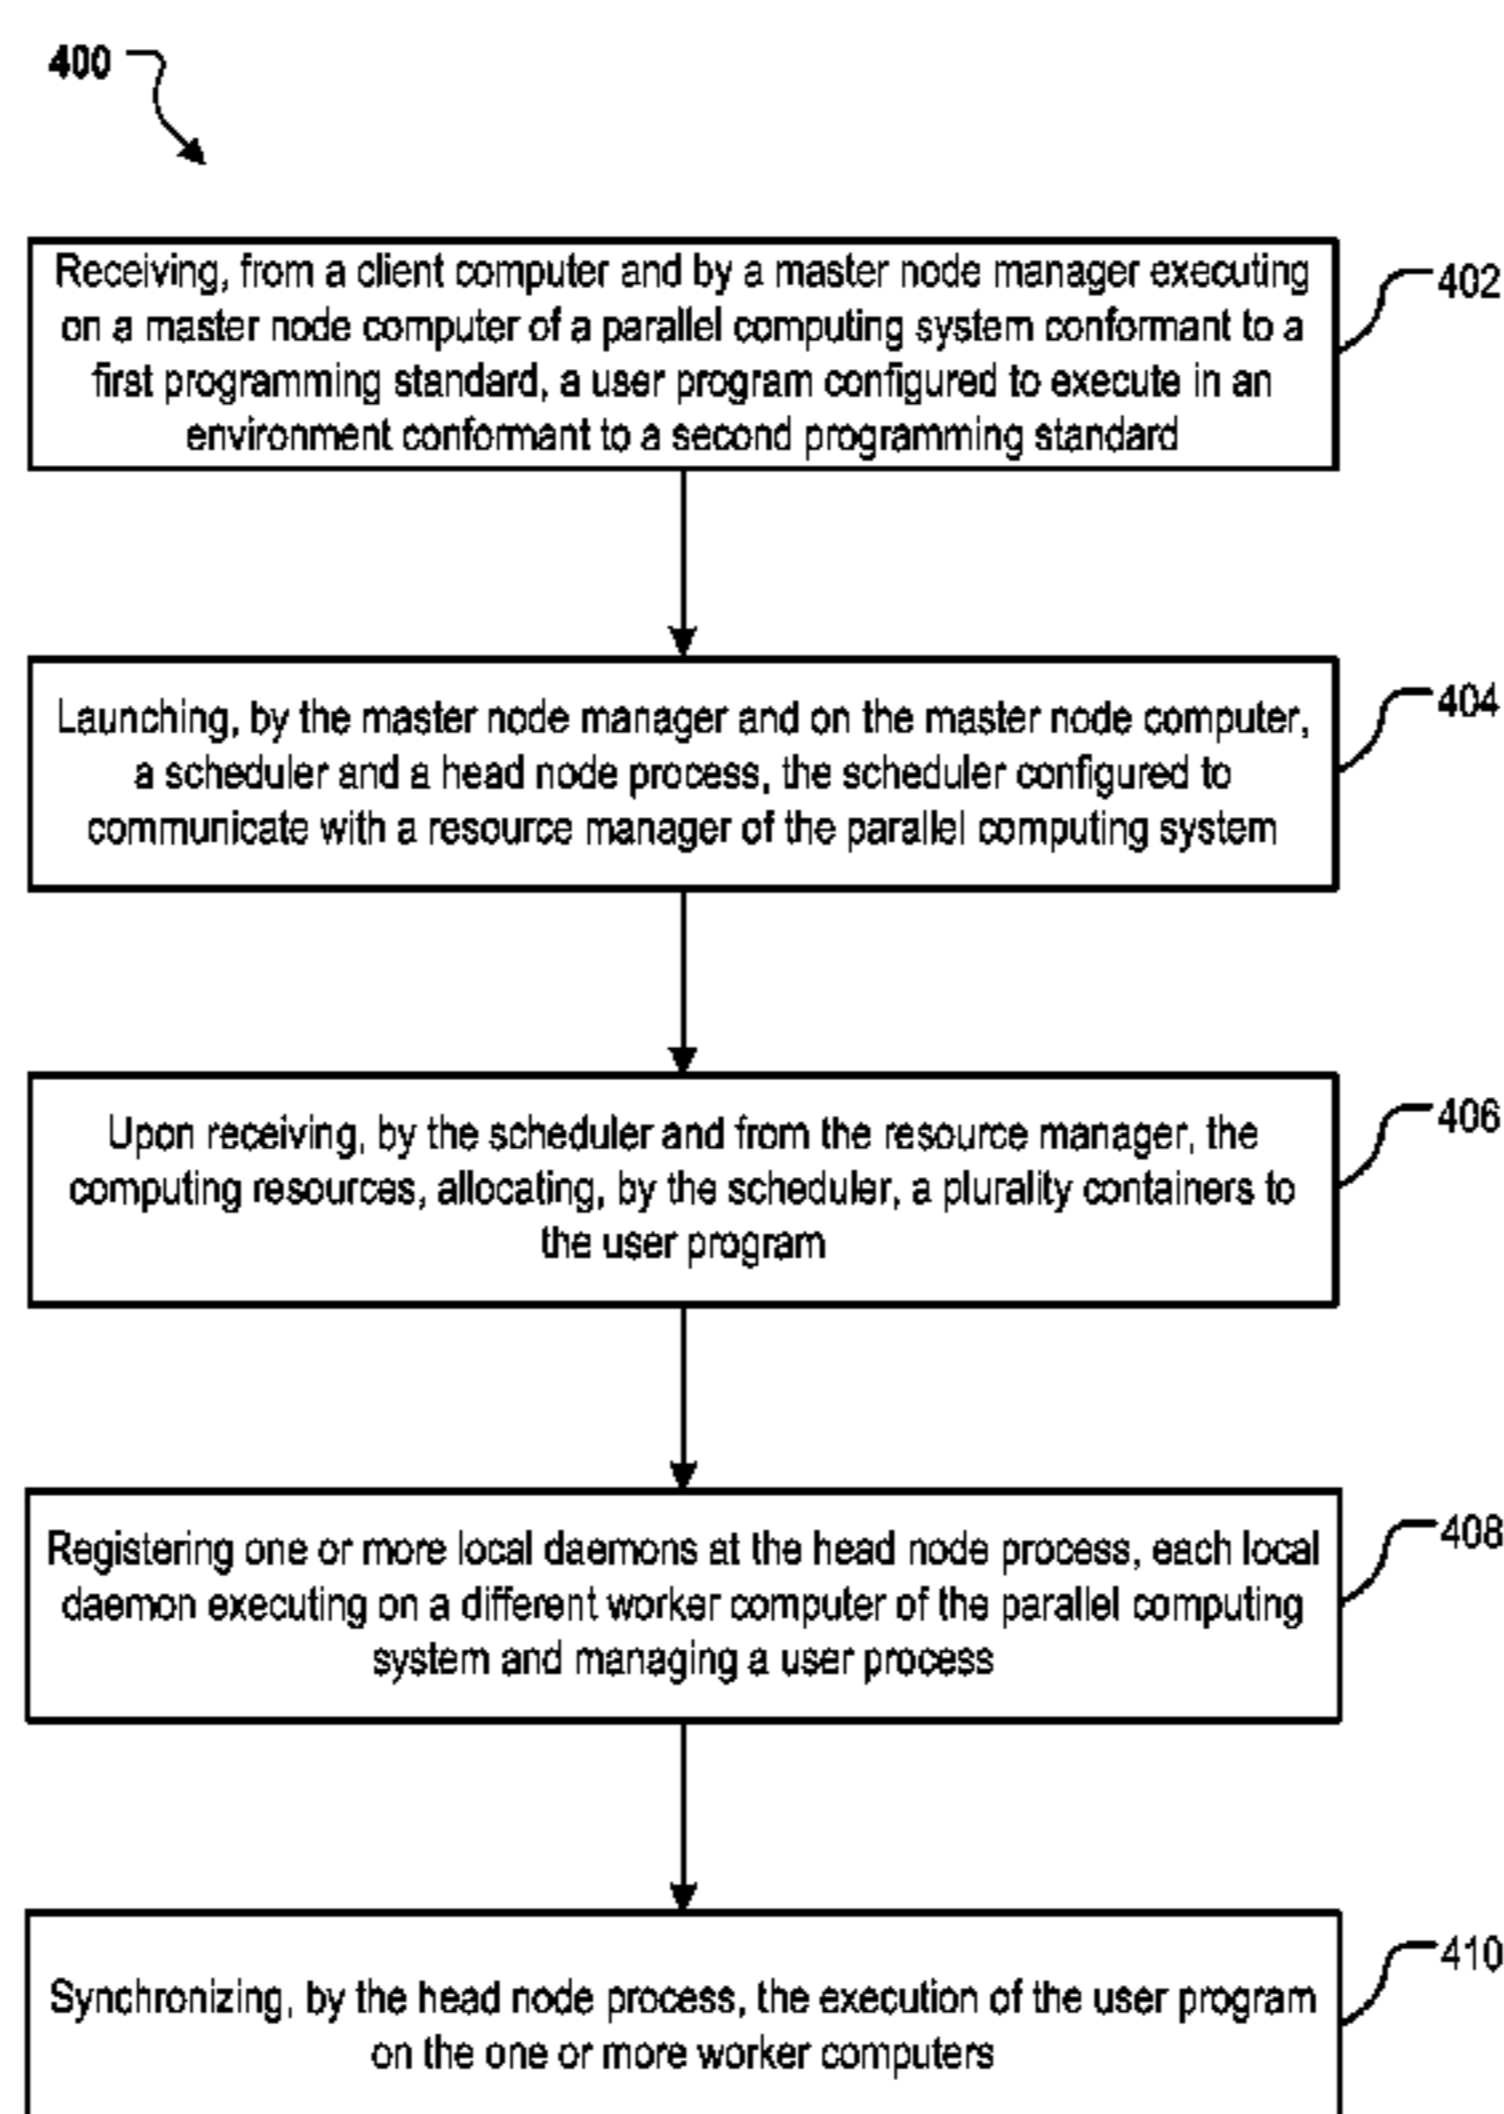 400
Receiving, from a client computer and by a master node manager executing
on a master node computer of a parallel computing system conformant to a
first programming standard, a user program configured to execute in an
environment conformant to a second programming standard
402
Launching, by the master node manager and on the master node computer,
a scheduler and a head node process, the scheduler configured to
communicate with a resource manager of the parallel computing system
404
Upon receiving, by the scheduler and from the resource manager, the
computing resources, allocating, by the scheduler, a plurality containers to
the user program
406
Registering one or more local daemons at the head node process, each local
daemon executing on a different worker computer of the parallel computing
system and managing a user process
408
Synchronizing, by the head node process, the execution of the user program
on the one or more worker computers
410